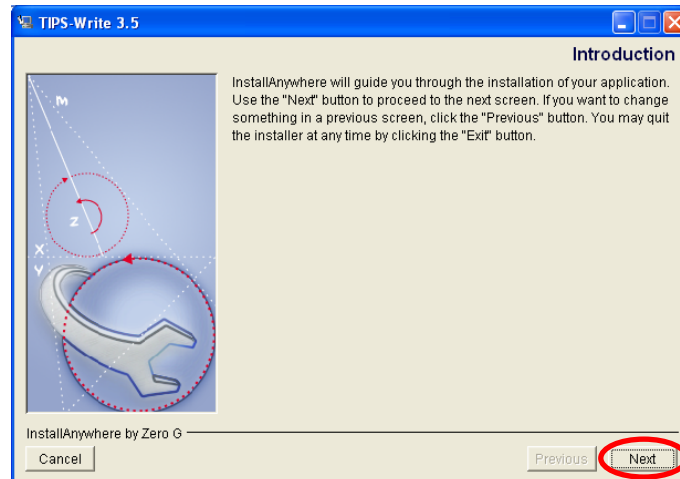 TIPS-Write 3.5
Introduction
InstallAnywhere will guide you through the installation of your application.
Use the "Next" button to proceed to the next screen. If you want to change
something in a previous screen, click the "Previous" button. You may quit
the installer at any time by clicking the "Exit" button.
M
Z
X
Y
InstallAnywhere by Zero G
Cancel
Previous
Next